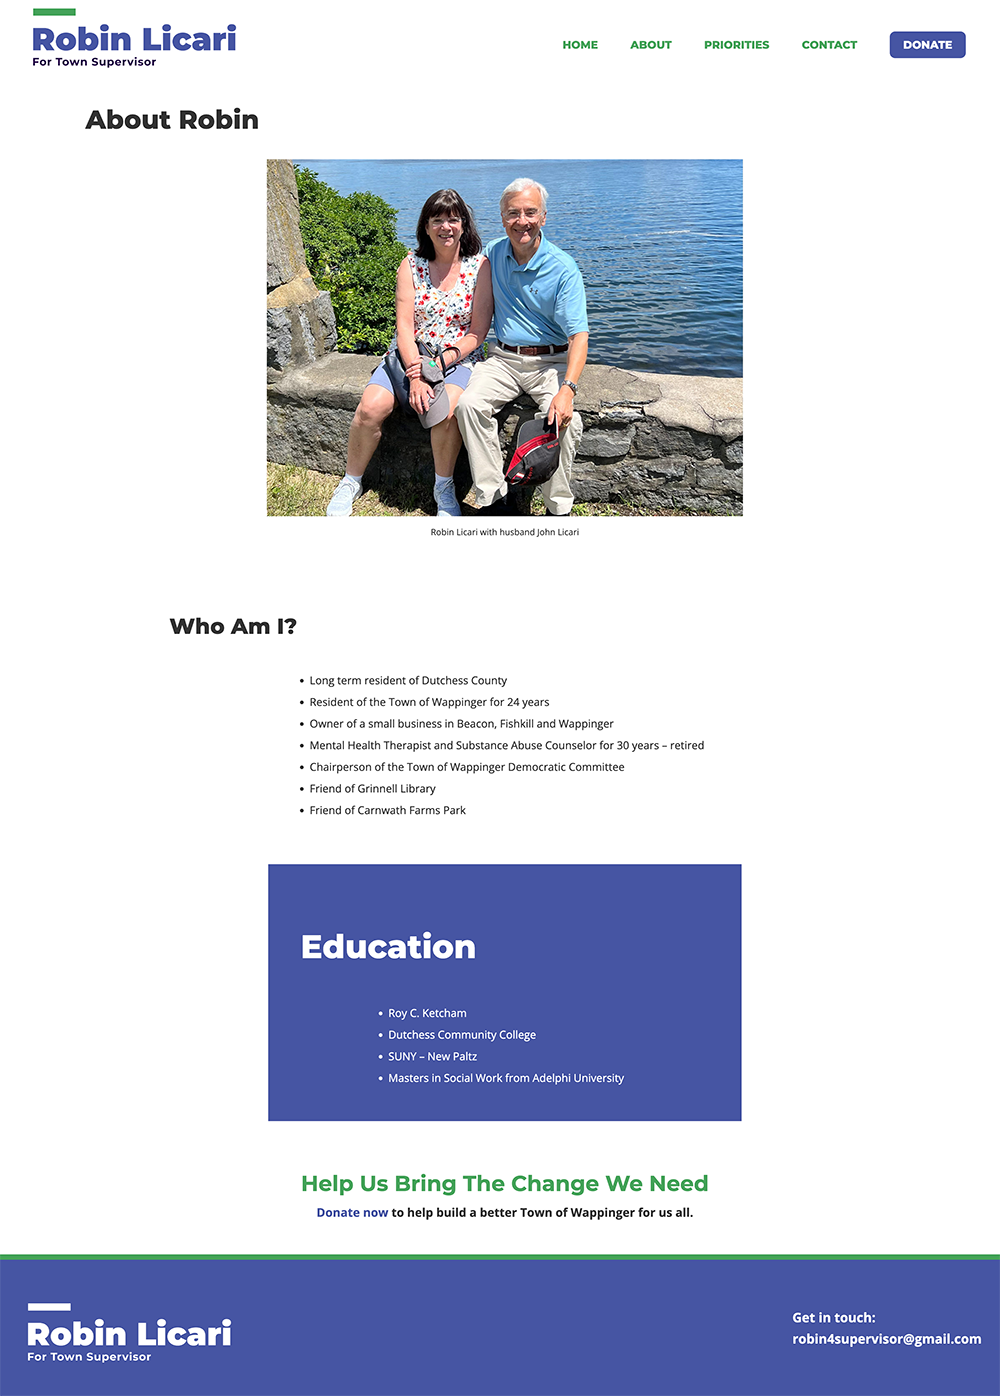 Robin Licari
For Town Supervisor
HOME ABOUT PRIORITIES CONTACT DONATE
About Robin
Robin Licari with husband John Licari
Who Am I?
• Long term resident of Dutchess County
• Resident of the Town of Wappinger for 24 years
• Owner of a small business in Beacon, Fishkill and Wappinger
• Mental Health Therapist and Substance Abuse Counselor for 30 years – retired
• Chairperson of the Town of Wappinger Democratic Committee
• Friend of Grinnell Library
• Friend of Carnwath Farms Park
Education
• Roy C. Ketcham
• Dutchess Community College
• SUNY – New Paltz
• Masters in Social Work from Adelphi University
Help Us Bring The Change We Need
Donate now to help build a better Town of Wappinger for us all.
Robin Licari
For Town Supervisor
Get in touch:
robin4supervisor@gmail.com